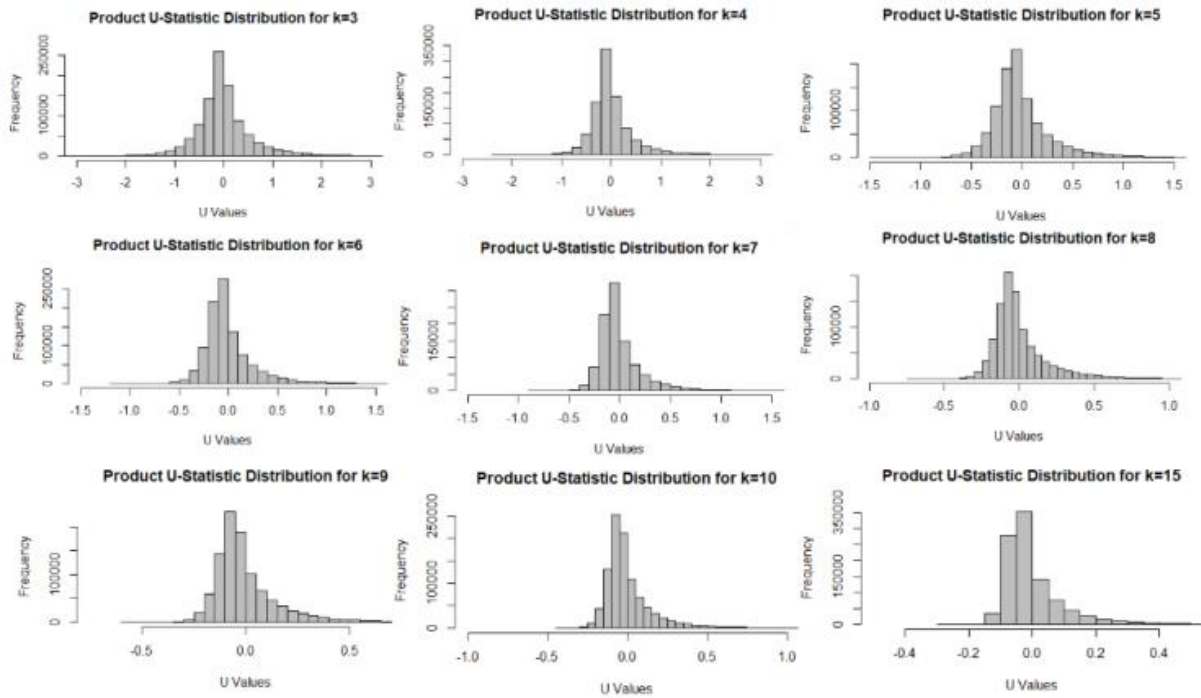 Product U-Statistic Distribution for k=3
Frequency
0
100000
250000
-3 -2 -1 0 1 2 3
U Values
Product U-Statistic Distribution for k=4
Frequency
0
150000
350000
-3 -2 -1 0 1 2 3
U Values
Product U-Statistic Distribution for k=5
Frequency
0
100000
-1.5 -1.0 -0.5 0.0 0.5 1.0 1.5
U Values
Product U-Statistic Distribution for k=6
Frequency
0
100000
250000
-1.5 -1.0 -0.5 0.0 0.5 1.0 1.5
U Values
Product U-Statistic Distribution for k=7
Frequency
0
150000
-1.5 -1.0 -0.5 0.0 0.5 1.0 1.5
U Values
Product U-Statistic Distribution for k=8
Frequency
0
100000
-1.0 -0.5 0.0 0.5 1.0
U Values
Product U-Statistic Distribution for k=9
Frequency
0
100000
-0.5 0.0 0.5
U Values
Product U-Statistic Distribution for k=10
Frequency
0
100000
250000
-1.0 -0.5 0.0 0.5 1.0
U Values
Product U-Statistic Distribution for k=15
Frequency
0
150000
350000
-0.4 -0.2 0.0 0.2 0.4
U Values